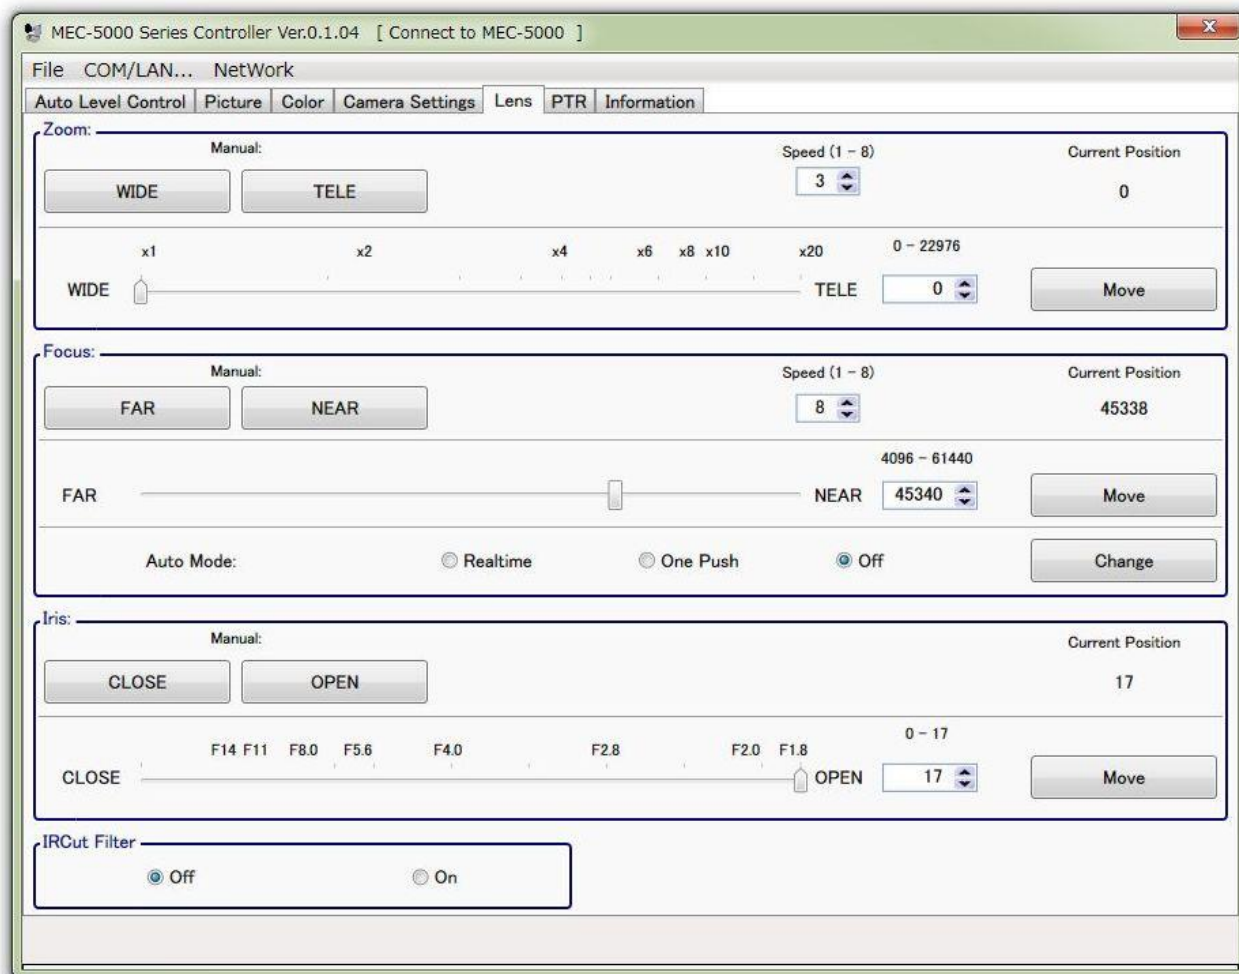 MEC-5000 Series Controller Ver.0.1.04 [ Connect to MEC-5000 ]
File COM/LAN... NetWork
Auto Level Control Picture Color Camera Settings Lens PTR Information
Zoom:
Manual: Speed (1 - 8) Current Position
WIDE TELE 3 0
x1 x2 x4 x6 x8 x10 x20 0 - 22976
WIDE TELE 0 Move
Focus:
Manual: Speed (1 - 8) Current Position
FAR NEAR 8 45338
4096 - 61440
FAR NEAR 45340 Move
Auto Mode: Realtime One Push Off Change
Iris:
Manual: Current Position
CLOSE OPEN 17
F14 F11 F8.0 F5.6 F4.0 F2.8 F2.0 F1.8 0 - 17
CLOSE OPEN 17 Move
IRCut Filter
Off On